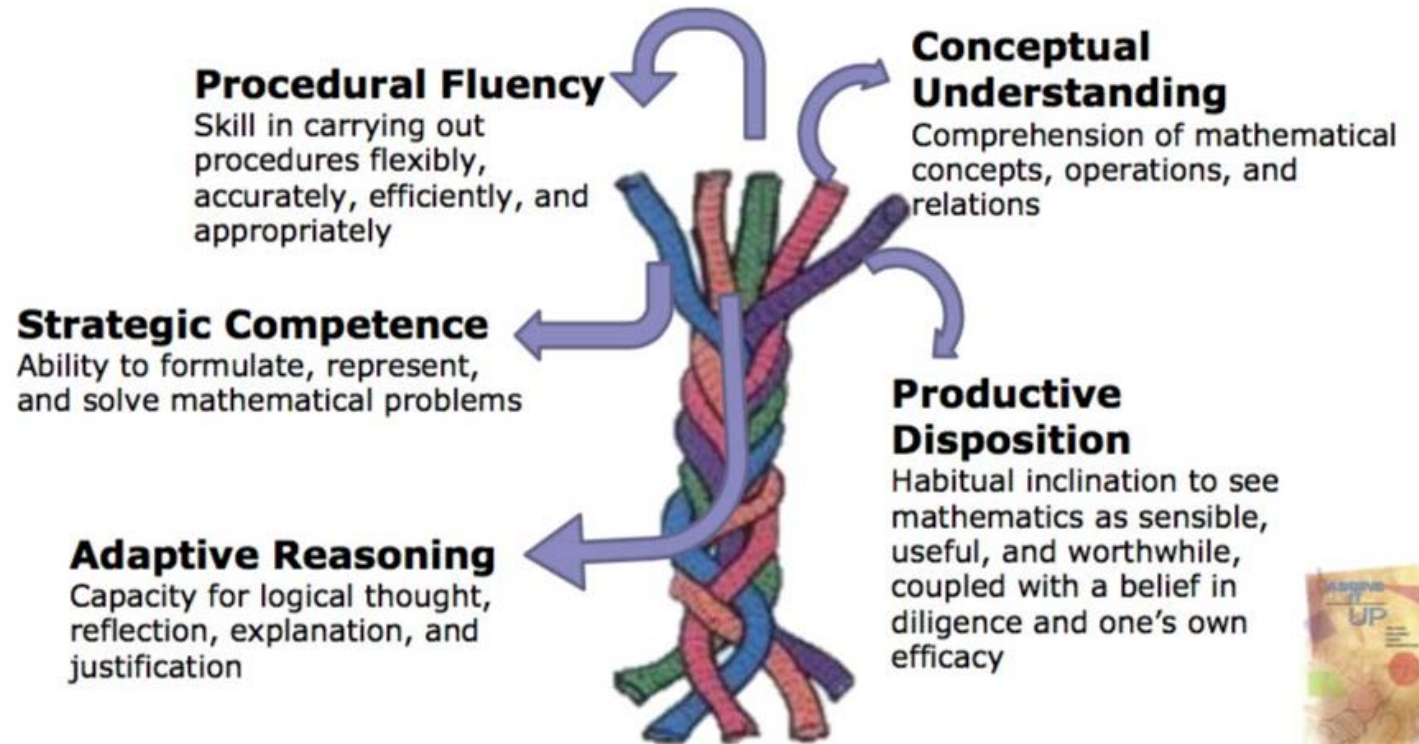 Procedural Fluency
Skill in carrying out
procedures flexibly,
accurately, efficiently, and
appropriately
Conceptual
Understanding
Comprehension of mathematical
concepts, operations, and
relations
Strategic Competence
Ability to formulate, represent,
and solve mathematical problems
Productive
Disposition
Habitual inclination to see
mathematics as sensible,
useful, and worthwhile,
coupled with a belief in
diligence and one’s own
efficacy
Adaptive Reasoning
Capacity for logical thought,
reflection, explanation, and
justification
ADDING
IT
UP